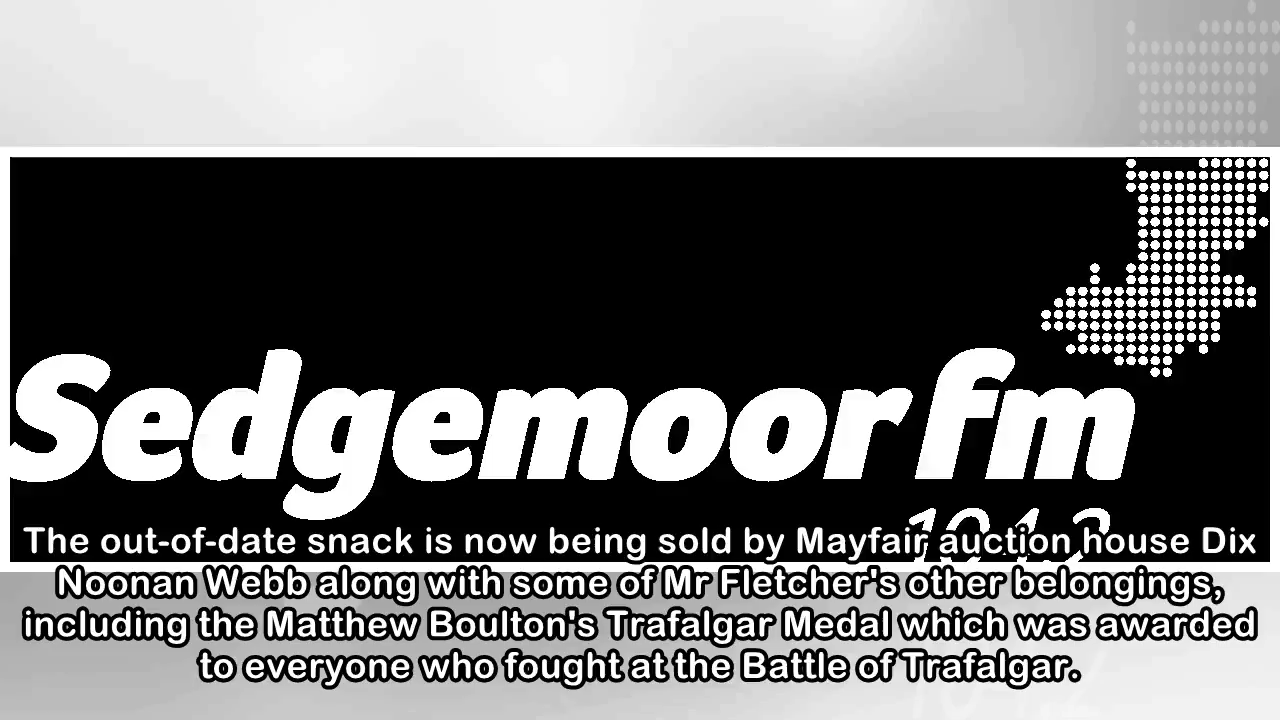 Sedgemoor fm
104.2
The out-of-date snack is now being sold by Mayfair auction house Dix
Noonan Webb along with some of Mr Fletcher's other belongings,
including the Matthew Boulton's Trafalgar Medal which was awarded
to everyone who fought at the Battle of Trafalgar.